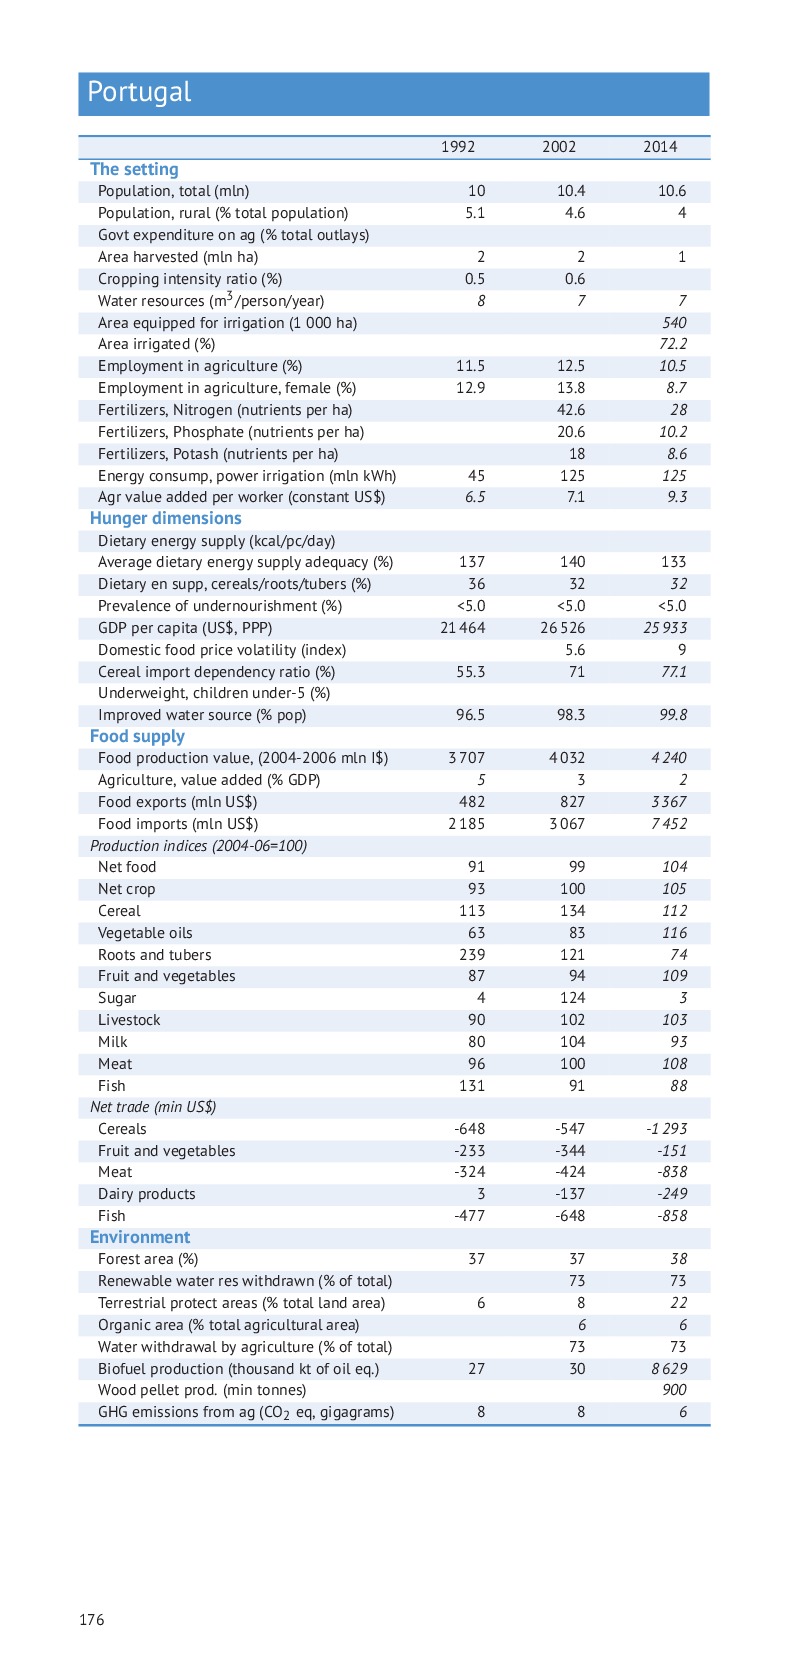 Portugal
1992 2002 2014
The setting
Population, total (mln) 10 10.4 10.6
Population, rural (% total population) 5.1 4.6 4
Govt expenditure on ag (% total outlays)
Area harvested (mln ha) 2 2 1
Cropping intensity ratio (%) 0.5 0.6
Water resources (m³/person/year) 8 7 7
Area equipped for irrigation (1 000 ha) 540
Area irrigated (%) 72.2
Employment in agriculture (%) 11.5 12.5 10.5
Employment in agriculture, female (%) 12.9 13.8 8.7
Fertilizers, Nitrogen (nutrients per ha) 42.6 28
Fertilizers, Phosphate (nutrients per ha) 20.6 10.2
Fertilizers, Potash (nutrients per ha) 18 8.6
Energy consump, power irrigation (mln kWh) 45 125 125
Agr value added per worker (constant US$) 6.5 7.1 9.3
Hunger dimensions
Dietary energy supply (kcal/pc/day)
Average dietary energy supply adequacy (%) 137 140 133
Dietary en supp, cereals/roots/tubers (%) 36 32 32
Prevalence of undernourishment (%) <5.0 <5.0 <5.0
GDP per capita (US$, PPP) 21 464 26 526 25 933
Domestic food price volatility (index) 5.6 9
Cereal import dependency ratio (%) 55.3 71 77.1
Underweight, children under-5 (%)
Improved water source (% pop) 96.5 98.3 99.8
Food supply
Food production value, (2004-2006 mln I$) 3 707 4 032 4 240
Agriculture, value added (% GDP) 5 3 2
Food exports (mln US$) 482 827 3 367
Food imports (mln US$) 2 185 3 067 7 452
Production indices (2004-06=100)
Net food 91 99 104
Net crop 93 100 105
Cereal 113 134 112
Vegetable oils 63 83 116
Roots and tubers 239 121 74
Fruit and vegetables 87 94 109
Sugar 4 124 3
Livestock 90 102 103
Milk 80 104 93
Meat 96 100 108
Fish 131 91 88
Net trade (min US$)
Cereals -648 -547 -1 293
Fruit and vegetables -233 -344 -151
Meat -324 -424 -838
Dairy products 3 -137 -249
Fish -477 -648 -858
Environment
Forest area (%) 37 37 38
Renewable water res withdrawn (% of total) 73 73
Terrestrial protect areas (% total land area) 6 8 22
Organic area (% total agricultural area) 6 6
Water withdrawal by agriculture (% of total) 73 73
Biofuel production (thousand kt of oil eq.) 27 30 8 629
Wood pellet prod. (min tonnes) 900
GHG emissions from ag (CO₂ eq, gigagrams) 8 8 6
176